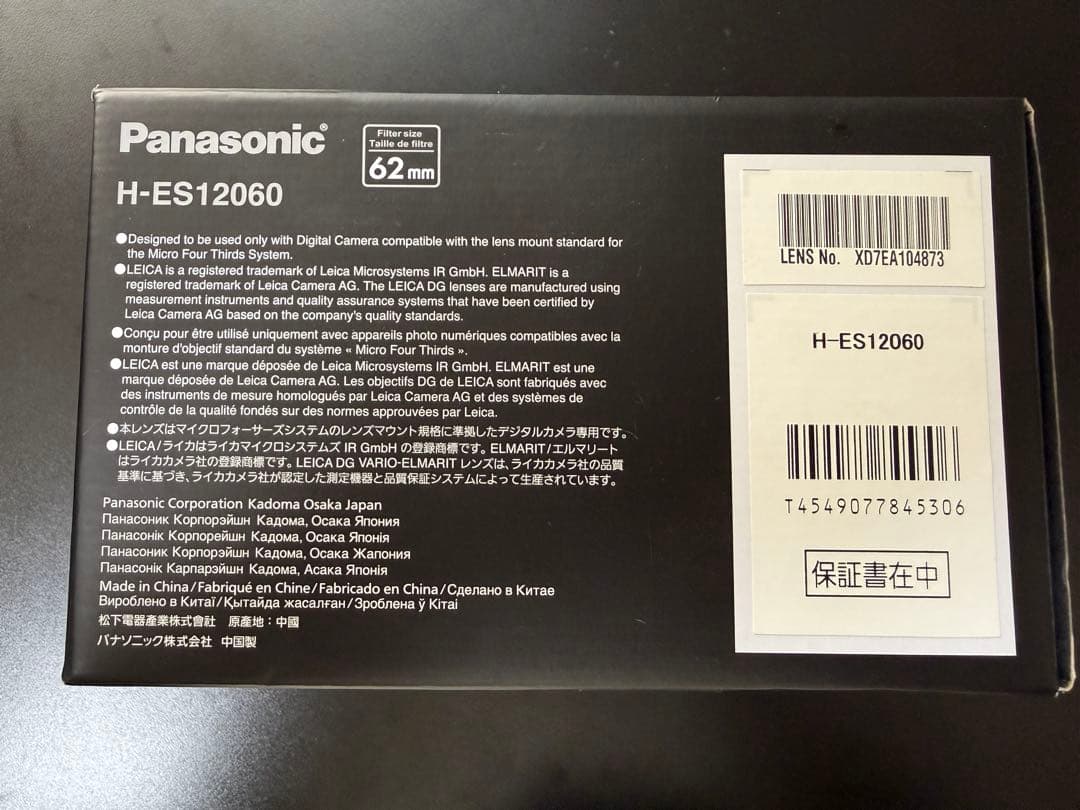 Panasonic®
Filter size
Taille de filtre
62 mm
H-ES12060
●Designed to be used only with Digital Camera compatible with the lens mount standard for
the Micro Four Thirds System.
●LEICA is a registered trademark of Leica Microsystems IR GmbH. ELMARIT is a
registered trademark of Leica Camera AG. The LEICA DG lenses are manufactured using
measurement instruments and quality assurance systems that have been certified by
Leica Camera AG based on the company's quality standards.
●Conçu pour être utilisé uniquement avec appareils photo numériques compatibles avec la
monture d'objectif standard du système « Micro Four Thirds ».
●LEICA est une marque déposée de Leica Microsystems IR GmbH. ELMARIT est une
marque déposée de Leica Camera AG. Les objectifs DG de LEICA sont fabriqués avec
des instruments de mesure homologués par Leica Camera AG et des systèmes de
contrôle de la qualité fondés sur des normes approuvées par Leica.
●本レンズはマイクロフォーサーズシステムのレンズマウント規格に準拠したデジタルカメラ専用です。
●LEICA/ライカはライカマイクロシステムズ IR GmbH の登録商標です。ELMARIT/エルマリート
はライカカメラ社の登録商標です。LEICA DG VARIO-ELMARIT レンズは、ライカカメラ社の品質
基準に基づき、ライカカメラ社が認定した測定機器と品質保証システムによって生産されています。
Panasonic Corporation Kadoma Osaka Japan
Панасоник Корпорэйшн Кадома, Осака Япония
Панасонік Корпорейшн Кадома, Осака Японія
Панасоник Корпорэйшн Кадома, Осака Жапония
Панасонік Карпарэйшн Кадома, Асака Японія
Made in China/Fabriqué en Chine/Fabricado en China/Сделано в Китае
Вироблено в Китаї/Қытайда жасалған/Зроблена ў Кітаі
松下電器產業株式會社 原產地：中國
パナソニック株式会社 中国製
LENS No. XD7EA104873
H-ES12060
T4549077845306
保証書在中